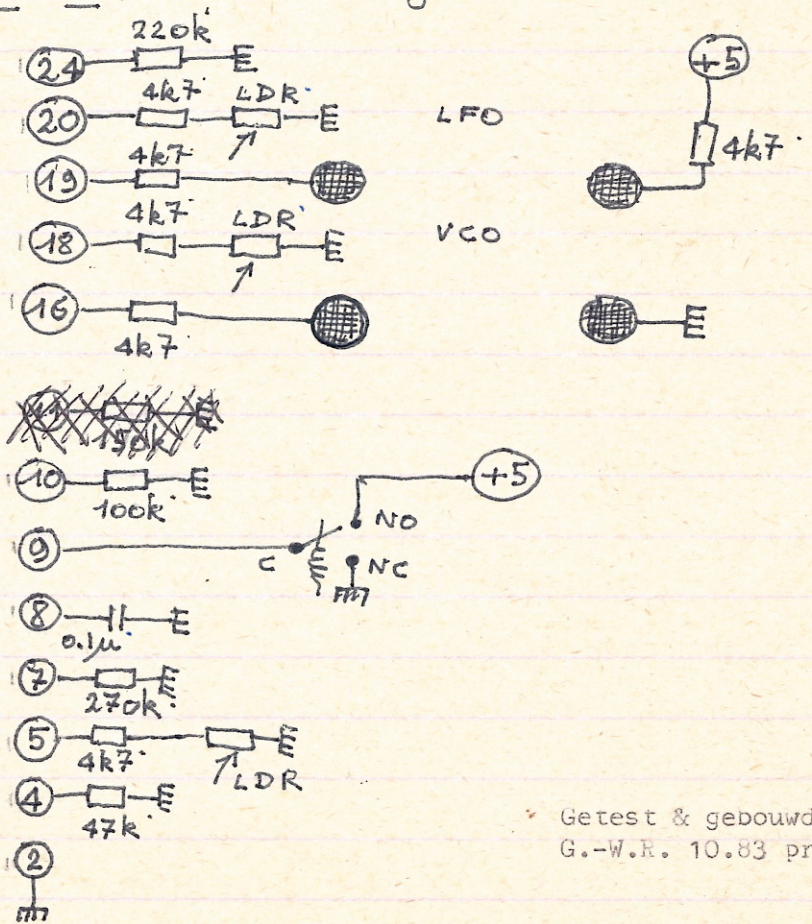 220k
24
+5
4k7 LDR
20 LFO
4k7
4k7
19
4k7 LDR
18 VCO
16
4k7
10 +5
100k
NO
9
C NC
8
0.1µ
7
270k
5
4k7
LDR
4
47k
Getest & gebouwd
G.-W.R. 10.83 pr
2